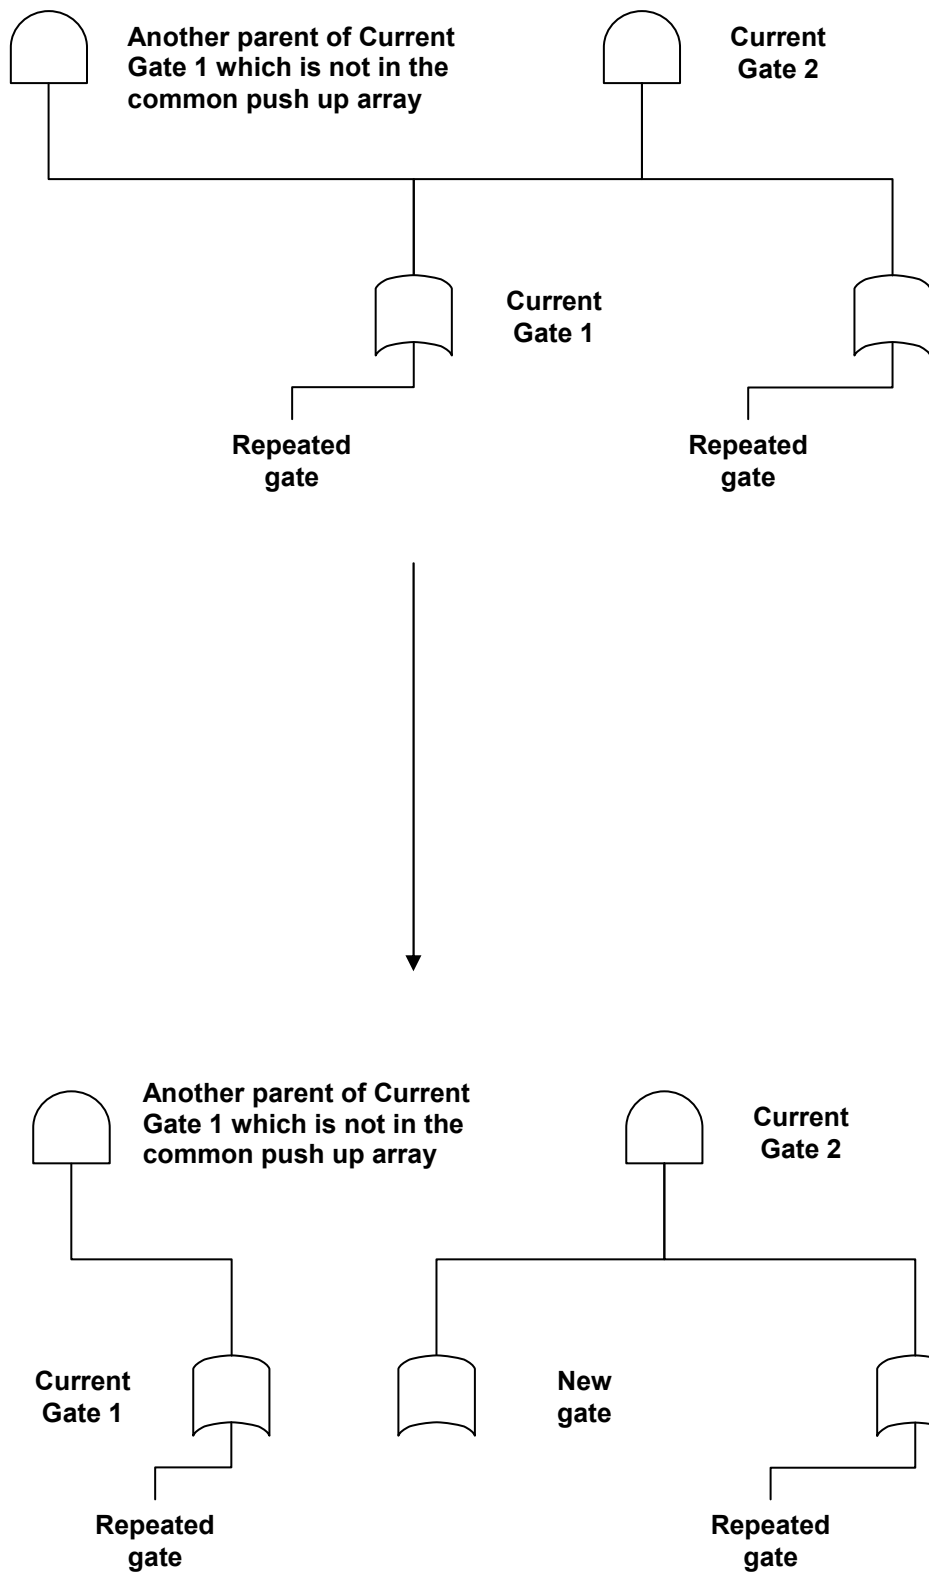 Another parent of Current
Gate 1 which is not in the
common push up array
Current
Gate 2
Current
Gate 1
Repeated
gate
Repeated
gate
Another parent of Current
Gate 1 which is not in the
common push up array
Current
Gate 2
Current
Gate 1
New
gate
Repeated
gate
Repeated
gate